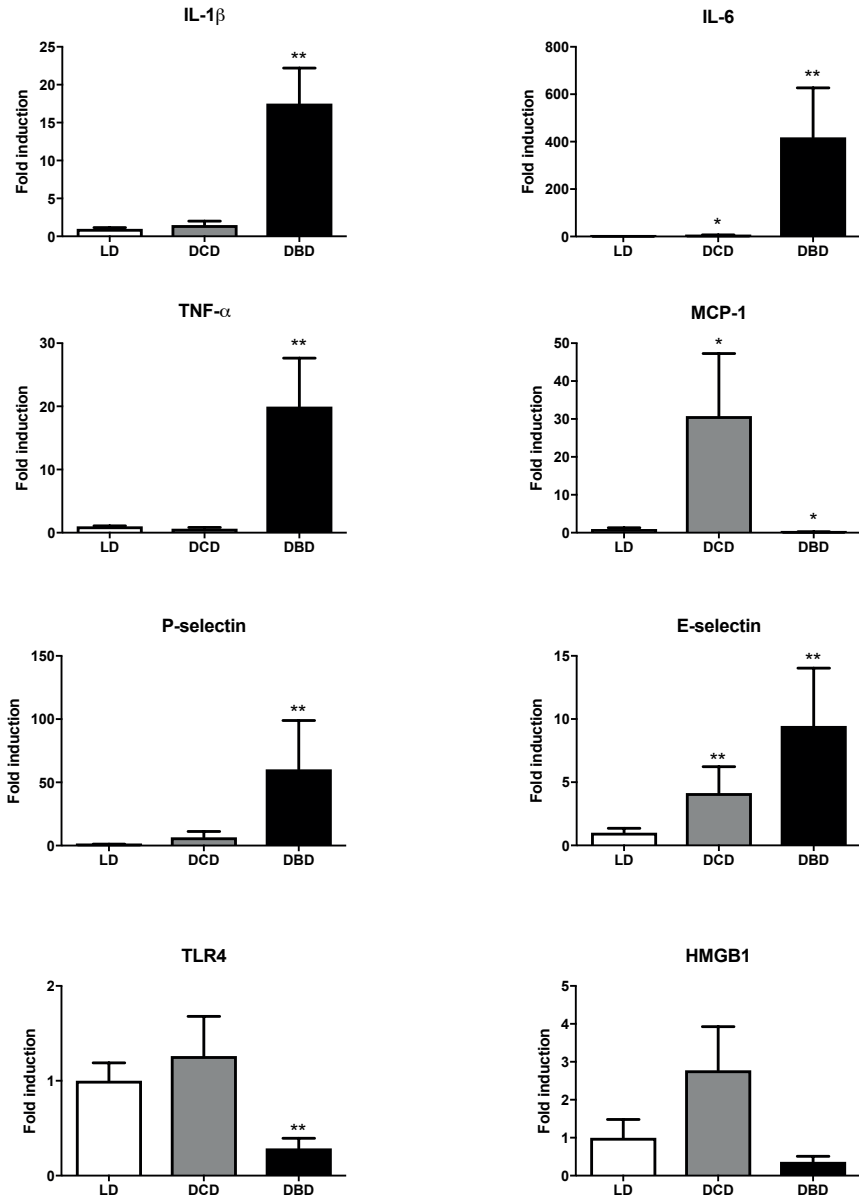 IL-1β
Fold induction
25
20
15
10
5
0
**
LD DCD DBD
IL-6
Fold induction
800
600
400
200
0
*
**
LD DCD DBD
TNF-α
Fold induction
30
20
10
0
**
LD DCD DBD
MCP-1
Fold induction
50
40
30
20
10
0
*
*
LD DCD DBD
P-selectin
Fold induction
150
100
50
0
**
LD DCD DBD
E-selectin
Fold induction
15
10
5
0
**
**
LD DCD DBD
TLR4
Fold induction
2
1
0
**
LD DCD DBD
HMGB1
Fold induction
5
4
3
2
1
0
LD DCD DBD